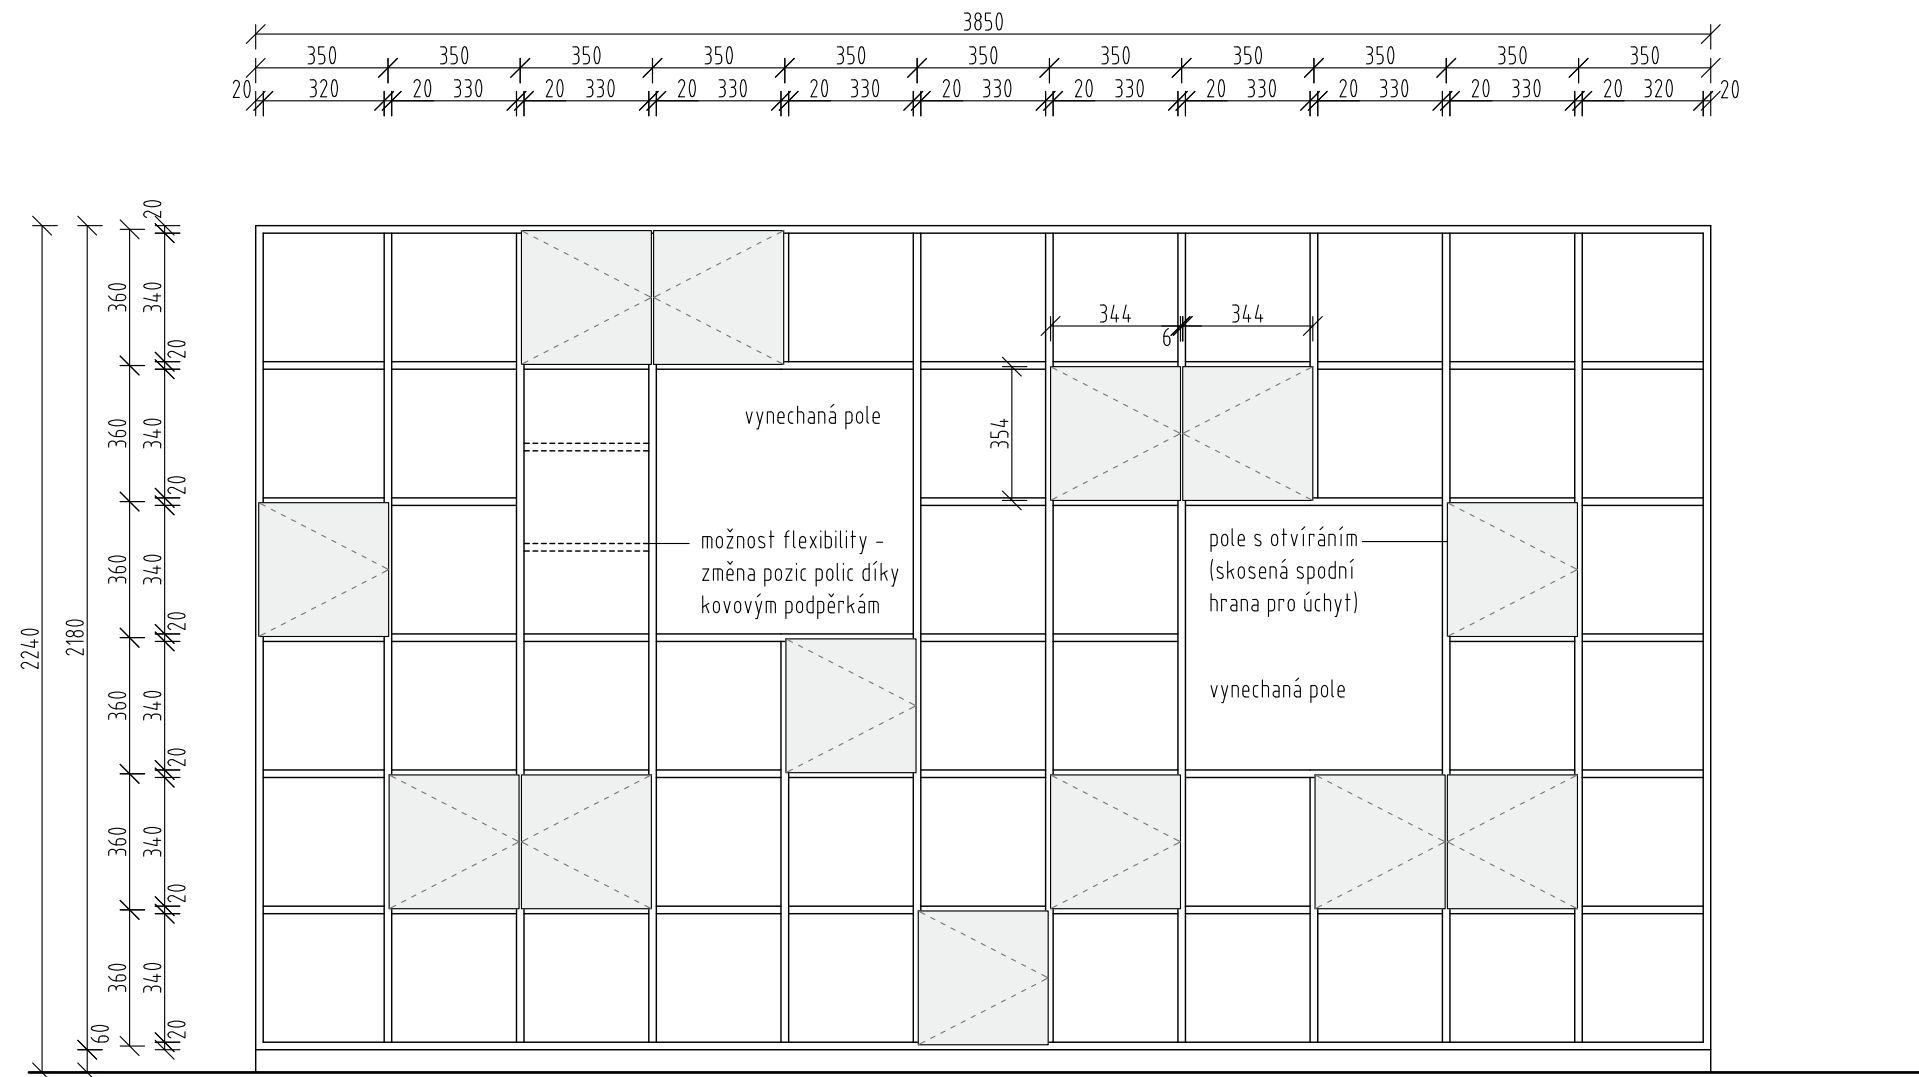 3850
350 350 350 350 350 350 350 350 350 350 350
20 320 20 330 20 330 20 330 20 330 20 330 20 330 20 330 20 330 20 330 20 320 20
20
360 340
20
344 344
6
vynechaná pole
354
360 340
20
možnost flexibility -
změna pozic polic díky
kovovým podpěrkám
pole s otvíráním
(skosená spodní
hrana pro úchyt)
360 340
20
2240 2180
vynechaná pole
360 340
20
360 340
20
360 340
60 20